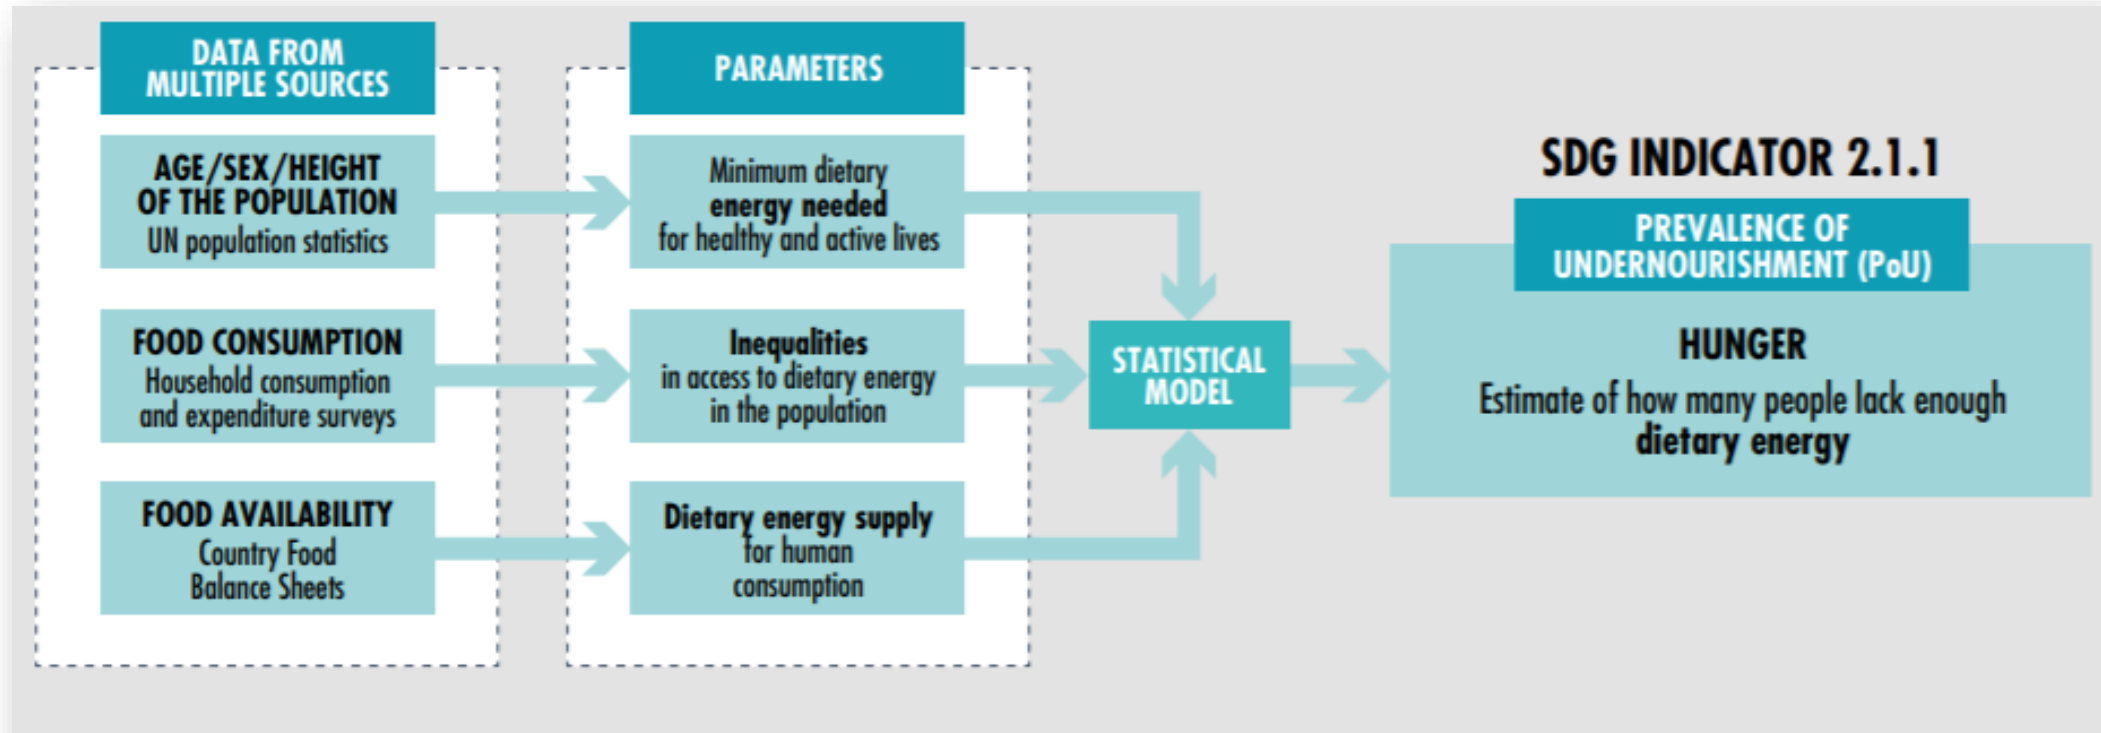 DATA FROM
MULTIPLE SOURCES
AGE/SEX/HEIGHT
OF THE POPULATION
UN population statistics
FOOD CONSUMPTION
Household consumption
and expenditure surveys
FOOD AVAILABILITY
Country Food
Balance Sheets
PARAMETERS
Minimum dietary
energy needed
for healthy and active lives
Inequalities
in access to dietary energy
in the population
Dietary energy supply
for human
consumption
STATISTICAL
MODEL
SDG INDICATOR 2.1.1
PREVALENCE OF
UNDERNOURISHMENT (PoU)
HUNGER
Estimate of how many people lack enough
dietary energy